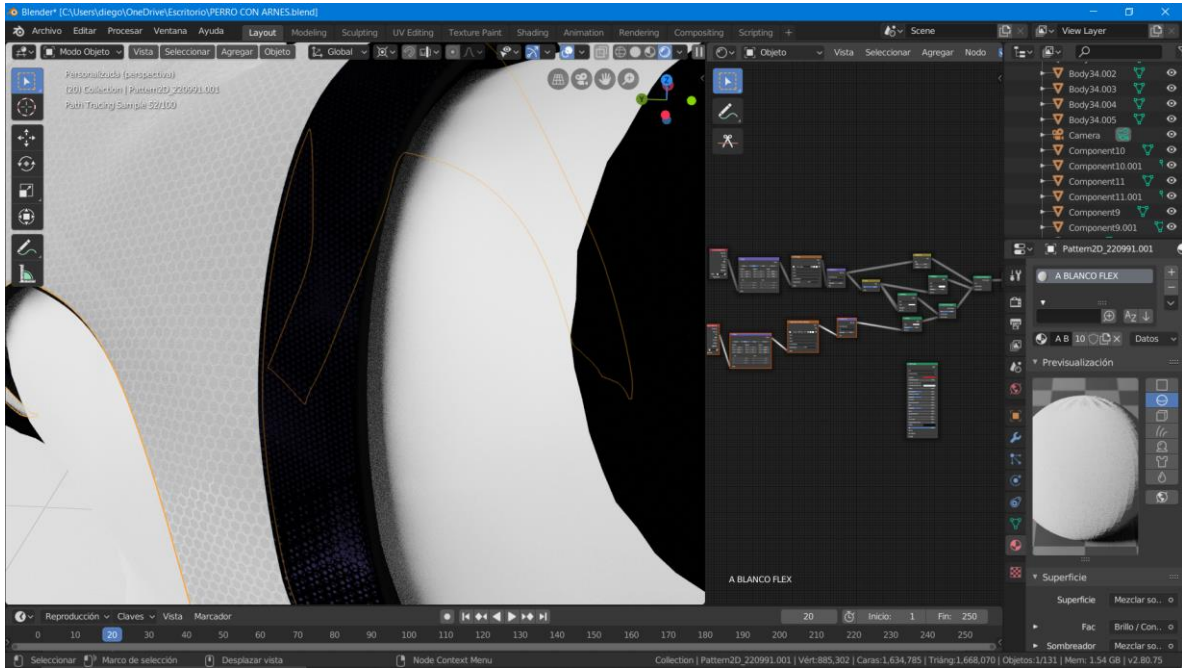 Blender* [C:\Users\diego\OneDrive\Escritorio\PERRO CON ARNES.blend]
Archivo Editar Procesar Ventana Ayuda Layout Modeling Sculpting UV Editing Texture Paint Shading Animation Rendering Compositing Scripting + Scene View Layer
Modo Objeto Vista Seleccionar Agregar Objeto Global Objeto Vista Seleccionar Agregar Nodo
Personalizada (perspectiva)
(20) Collection | Pattern2D_220991.001
Path Tracing Sample 52/100
Z
Y
Body34.002
Body34.003
Body34.004
Body34.005
Camera
Component10
Component10.001
Component11
Component11.001
Component9
Component9.001
Pattern2D_220991.001
A BLANCO FLEX
A B 10 Datos
Previsualización
A BLANCO FLEX
Superficie
Superficie Mezclar so..
Fac Brillo / Con..
Sombreador Mezclar so..
Reproducción Claves Vista Marcador 20 Inicio: 1 Fin: 250
0 10 20 30 40 50 60 70 80 90 100 110 120 130 140 150 160 170 180 190 200 210 220 230 240 250
Seleccionar Marco de selección Desplazar vista Node Context Menu Collection | Pattern2D_220991.001 | Vért:885,302 | Caras:1,634,785 | Triáng:1,668,070 | Objetos:1/131 | Mem: 1.54 GB | v2.80.75